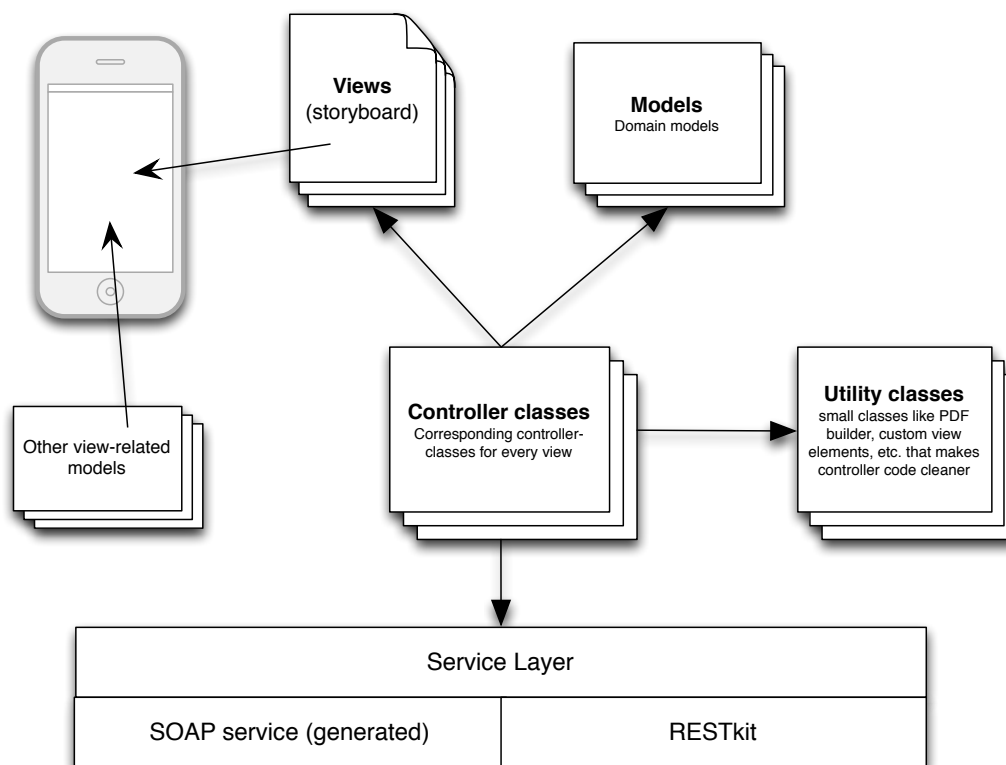 Views
(storyboard)
Models
Domain models
Controller classes
Corresponding controller-
classes for every view
Utility classes
small classes like PDF
builder, custom view
elements, etc. that makes
controller code cleaner
Other view-related
models
Service Layer
SOAP service (generated)
RESTkit